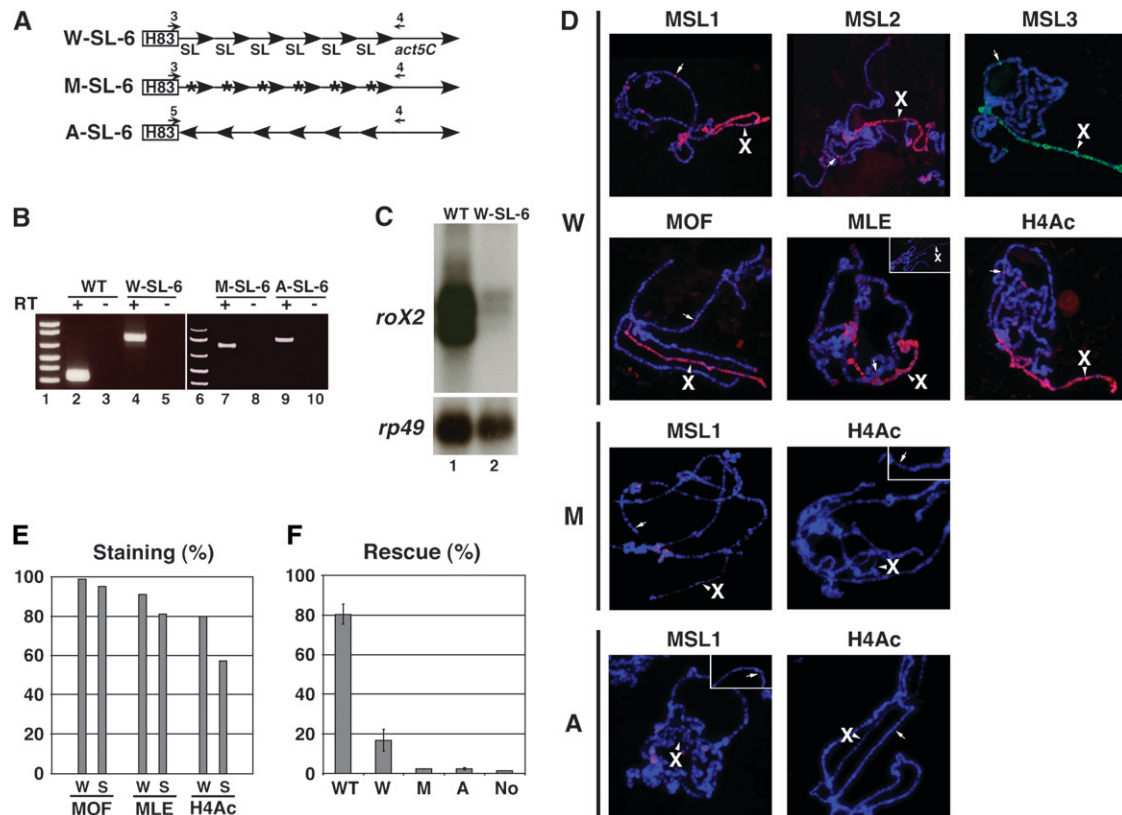 A
3
4
W-SL-6 H83
SL SL SL SL SL act5C
3
4
M-SL-6 H83 * * * * *
5
4
A-SL-6 H83
B
WT W-SL-6 M-SL-6 A-SL-6
RT + - + - + - + -
1 2 3 4 5 6 7 8 9 10
C
WT W-SL-6
roX2
rp49
1 2
D
MSL1 MSL2 MSL3
X X X
W
MOF MLE H4Ac
X
X X X
MSL1 H4Ac
M
X X
MSL1 H4Ac
A
X X
E
Staining (%)
100
80
60
40
20
0
W S W S W S
MOF MLE H4Ac
F
Rescue (%)
100
80
60
40
20
0
WT W M A No